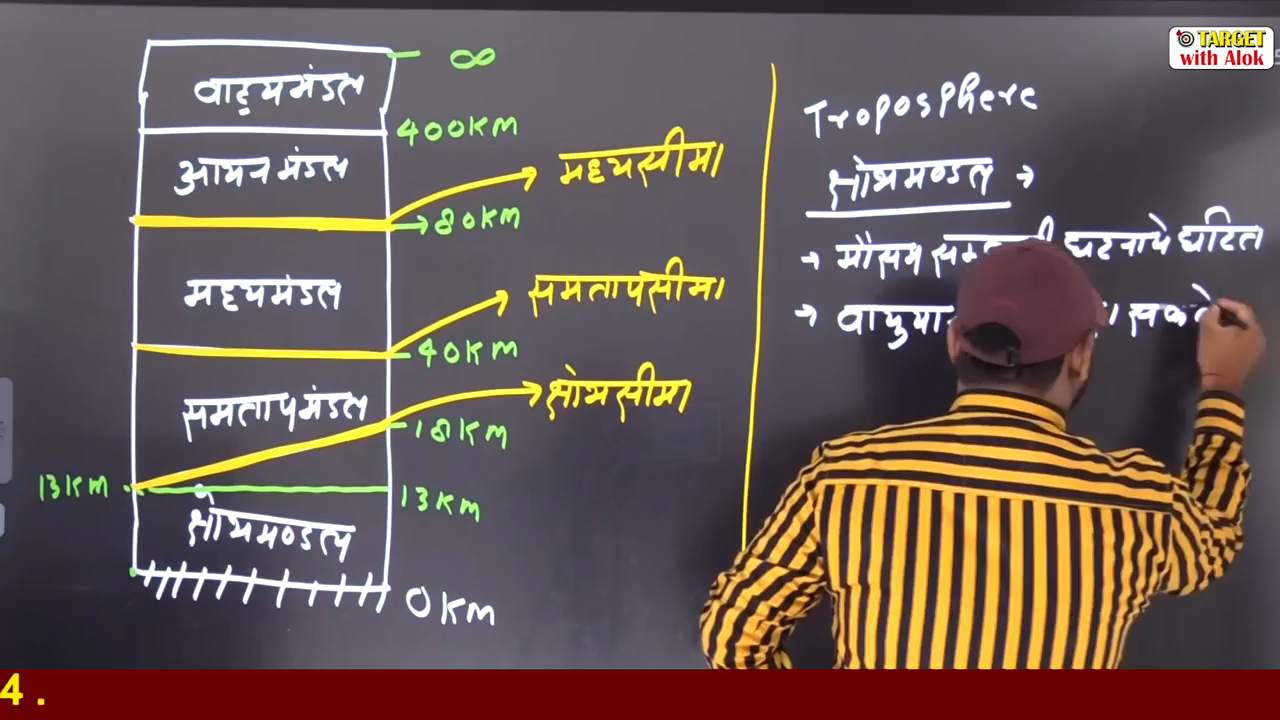 TARGET
with Alok
∞
वाह्यमंडल
400KM
आयनमंडल
मध्यसीमा
80KM
मध्यमंडल
समतापसीमा
40KM
समतापमंडल
क्षोभसीमा
18KM
13KM
13KM
क्षोभमण्डल
0KM
Troposphere
क्षोभमण्डल →
→ मौसम घटनाये घटित
→
4 .